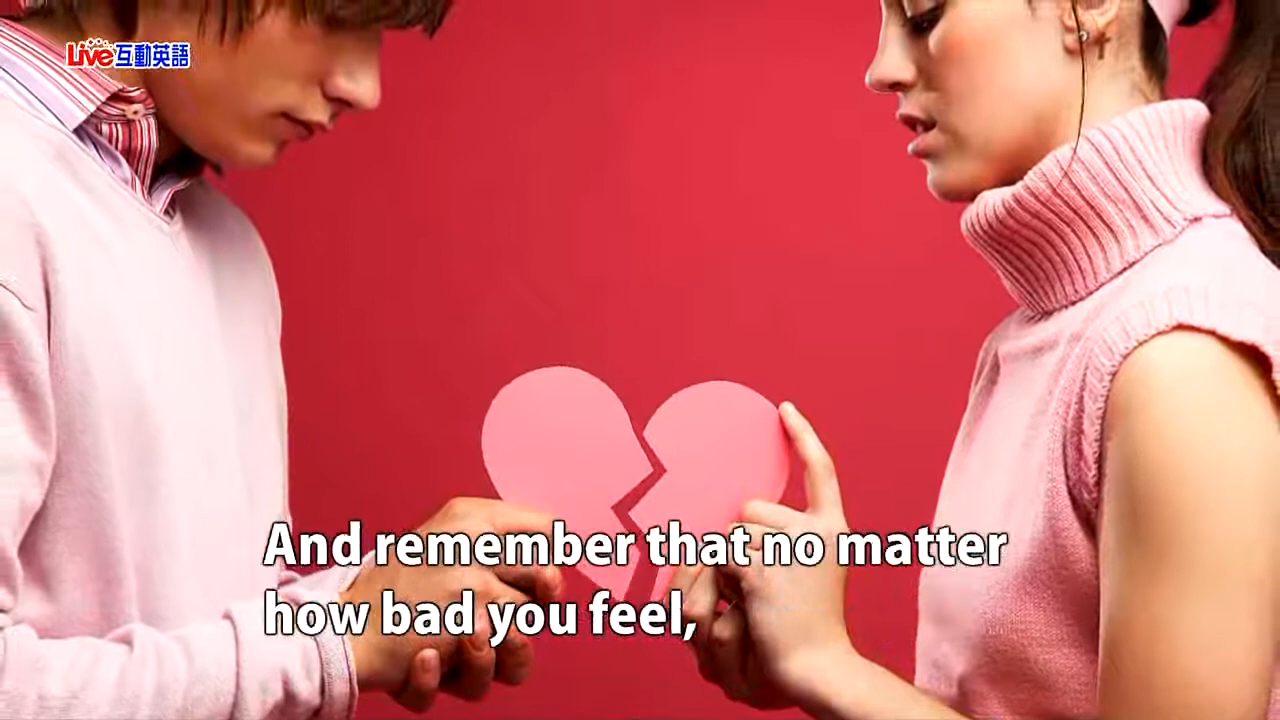 Live互動英語
And remember that no matter
how bad you feel,